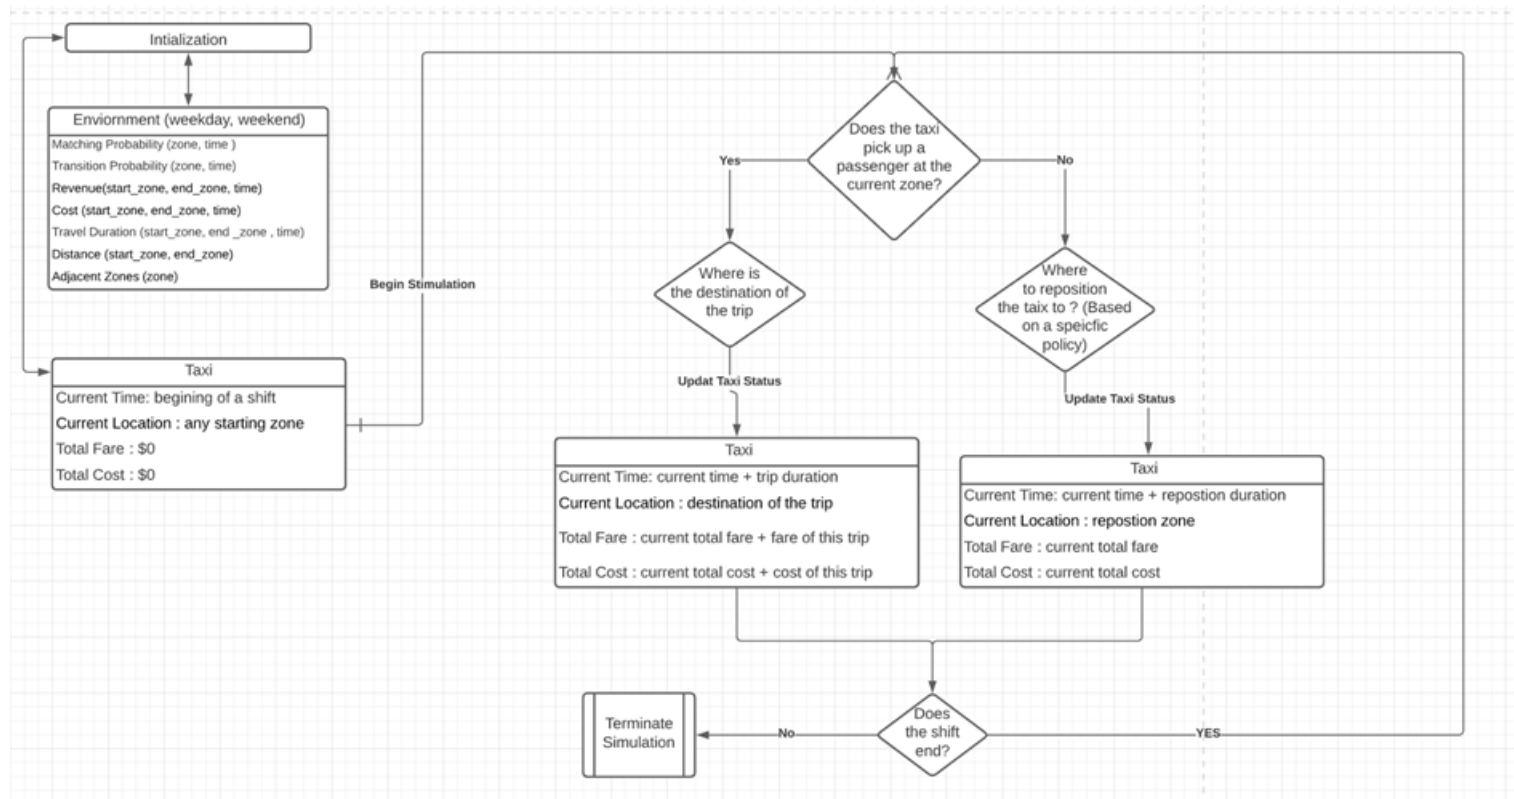 Intialization
Enviornment (weekday, weekend)
Matching Probability (zone, time )
Transition Probability (zone, time)
Revenue(start_zone, end_zone, time)
Cost (start_zone, end_zone, time)
Travel Duration (start_zone, end _zone , time)
Distance (start_zone, end_zone)
Adjacent Zones (zone)
Taxi
Current Time: begining of a shift
Current Location : any starting zone
Total Fare : $0
Total Cost : $0
Begin Stimulation
Does the taxi
pick up a
passenger at the
current zone?
Yes
No
Where is
the destination of
the trip
Where
to reposition
the taix to ? (Based
on a speicfic
policy)
Updat Taxi Status
Update Taxi Status
Taxi
Current Time: current time + trip duration
Current Location : destination of the trip
Total Fare : current total fare + fare of this trip
Total Cost : current total cost + cost of this trip
Taxi
Current Time: current time + repostion duration
Current Location : repostion zone
Total Fare : current total fare
Total Cost : current total cost
Does
the shift
end?
No
YES
Terminate
Simulation